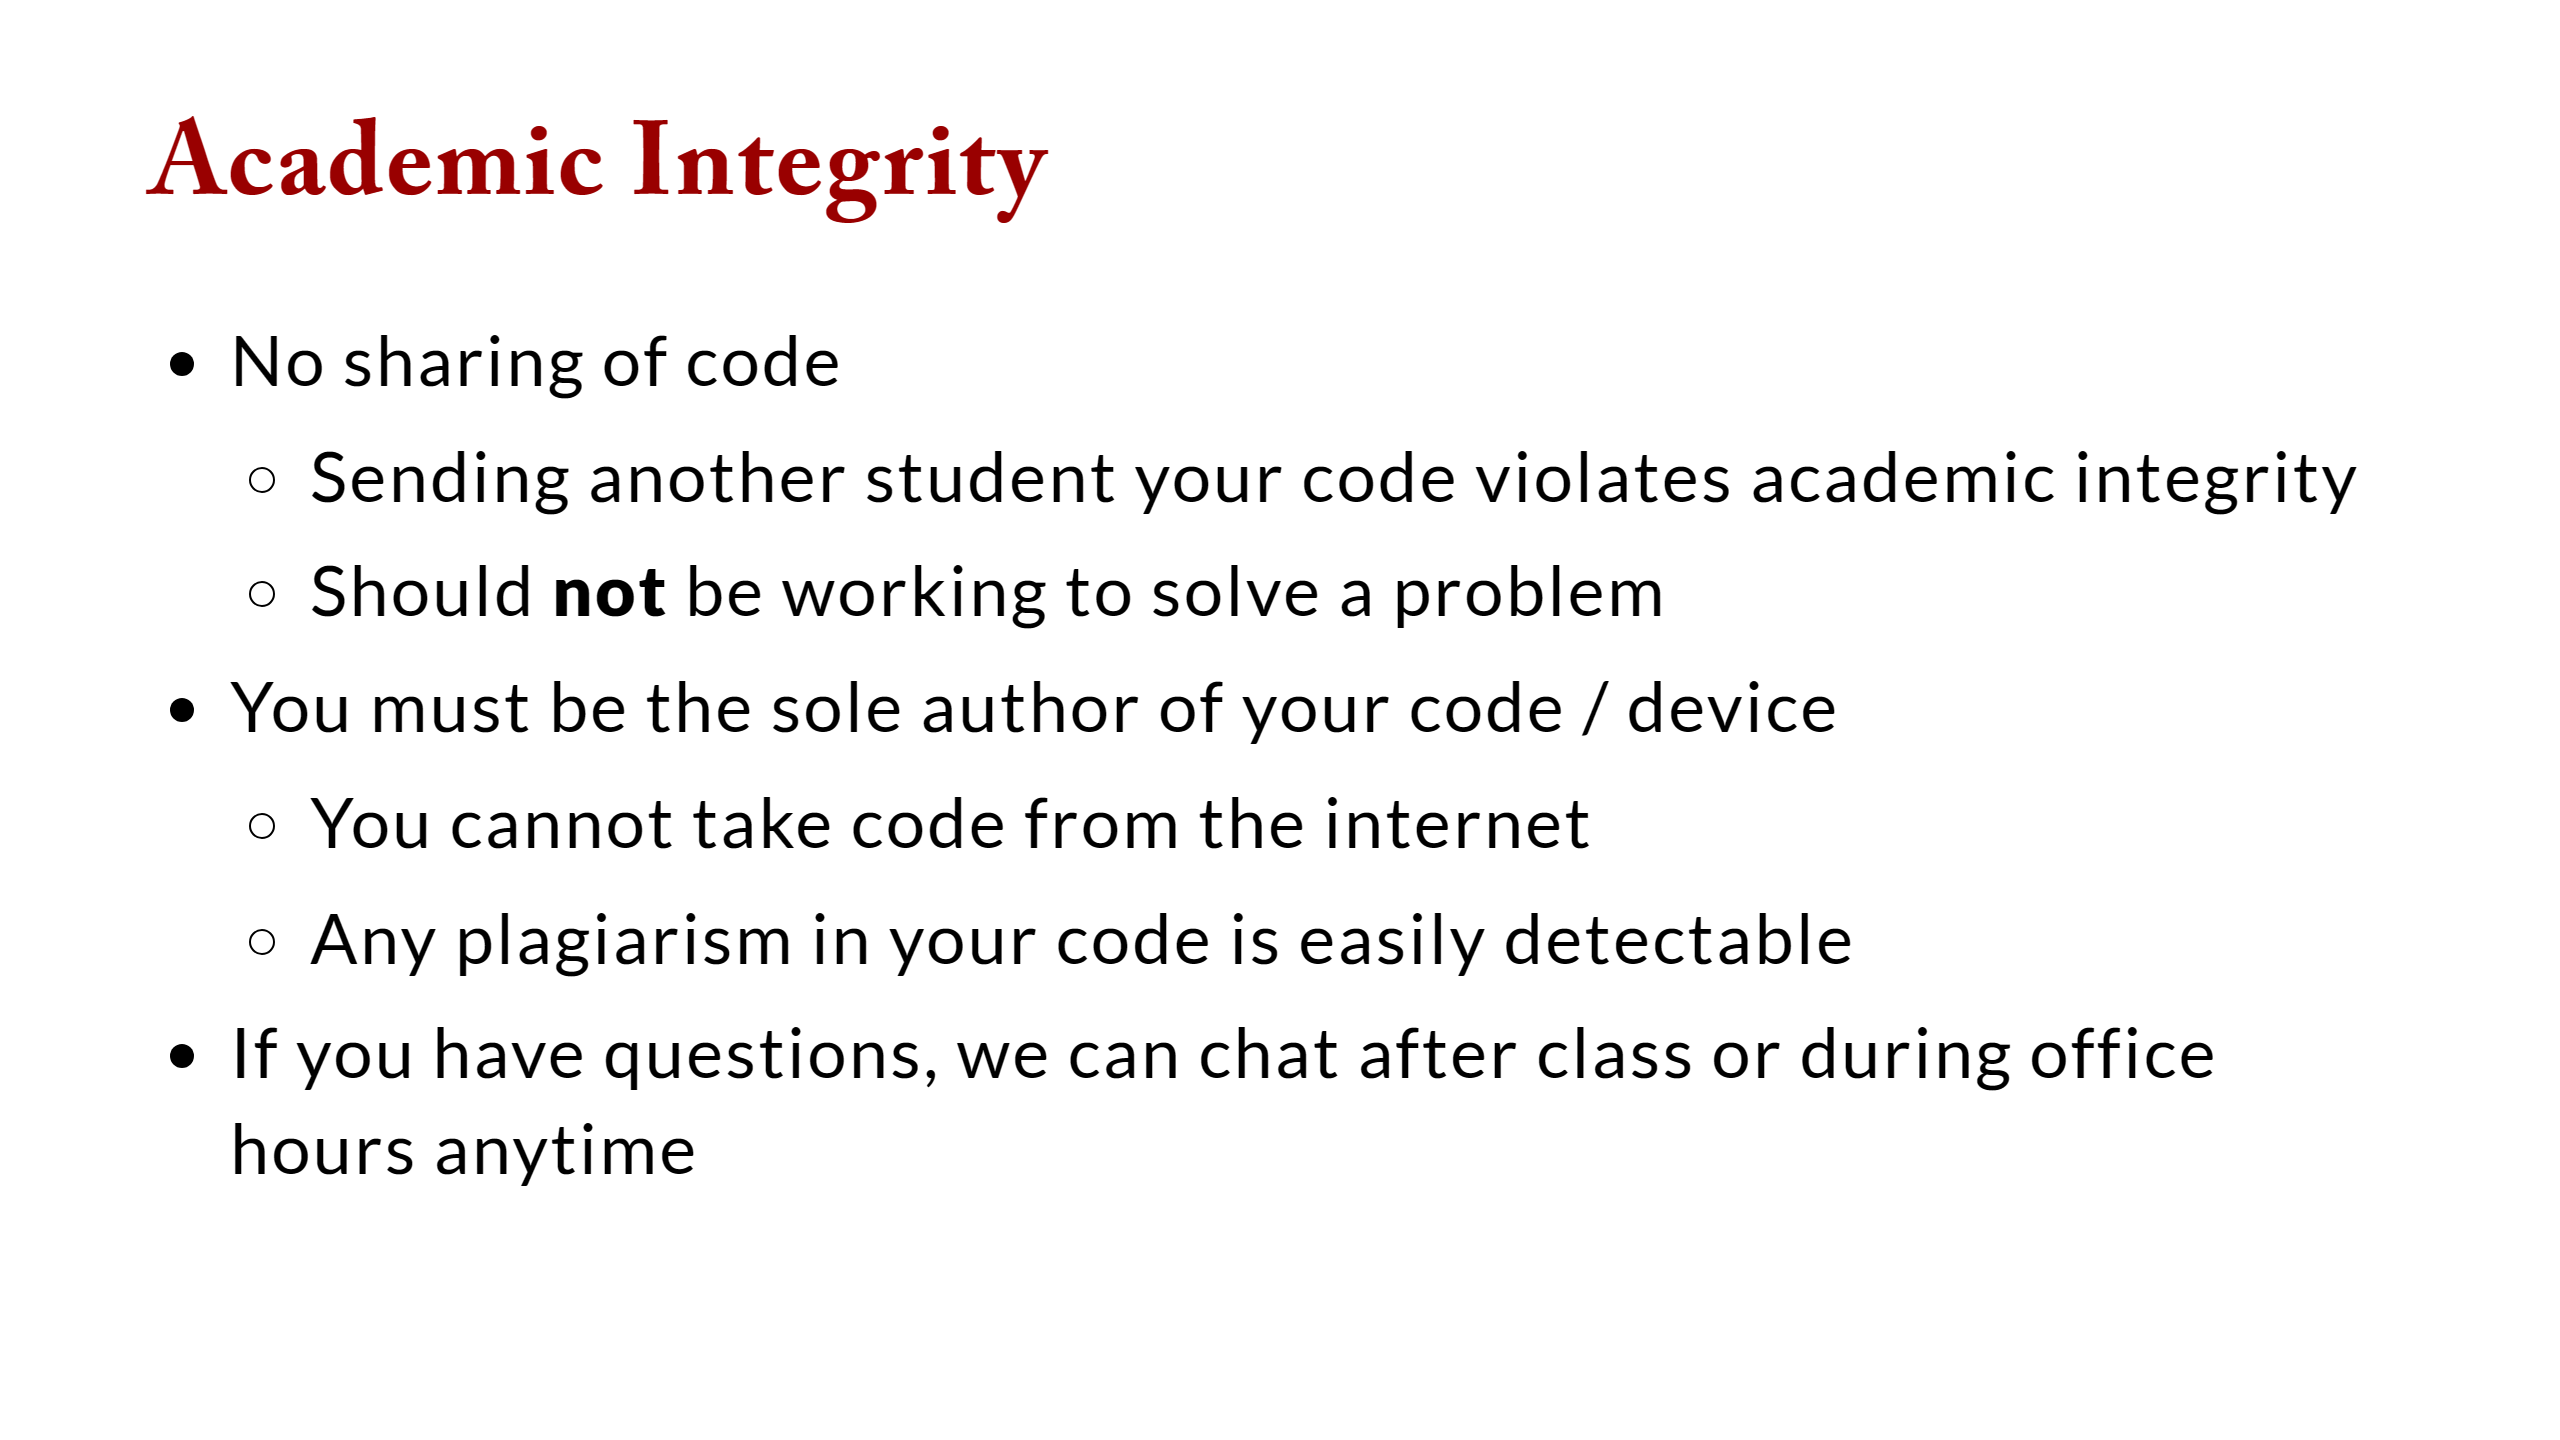 Academic Integrity
No sharing of code
Sending another student your code violates academic integrity
Should not be working to solve a problem
You must be the sole author of your code / device
You cannot take code from the internet
Any plagiarism in your code is easily detectable
If you have questions, we can chat after class or during office
hours anytime